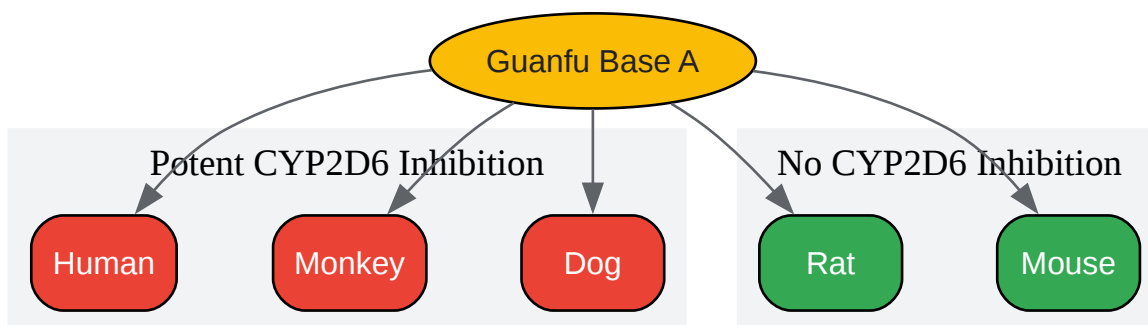 Guanfu Base A
Potent CYP2D6 Inhibition
No CYP2D6 Inhibition
Human
Monkey
Dog
Rat
Mouse